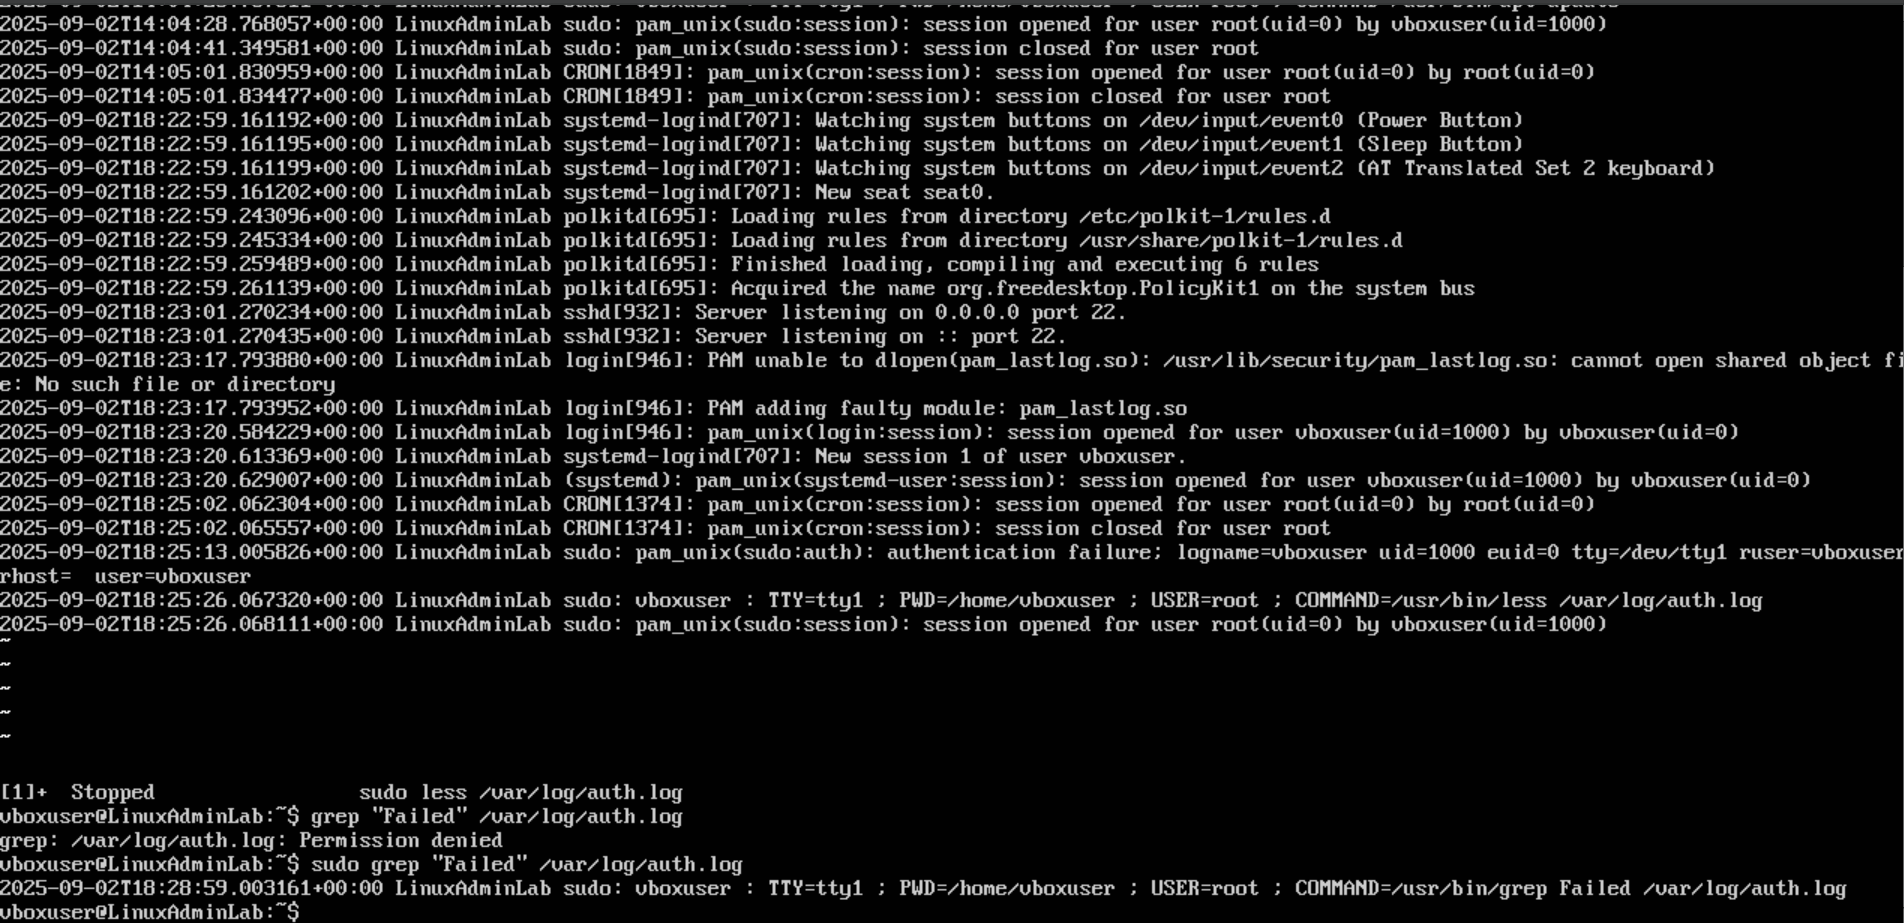 2025-09-02T14:04:28.768057+00:00 LinuxAdminLab sudo: pam_unix(sudo:session): session opened for user root(uid=0) by vboxuser(uid=1000)
2025-09-02T14:04:41.349581+00:00 LinuxAdminLab sudo: pam_unix(sudo:session): session closed for user root
2025-09-02T14:05:01.830959+00:00 LinuxAdminLab CRON[1849]: pam_unix(cron:session): session opened for user root(uid=0) by root(uid=0)
2025-09-02T14:05:01.834477+00:00 LinuxAdminLab CRON[1849]: pam_unix(cron:session): session closed for user root
2025-09-02T18:22:59.161192+00:00 LinuxAdminLab systemd-logind[707]: Watching system buttons on /dev/input/event0 (Power Button)
2025-09-02T18:22:59.161195+00:00 LinuxAdminLab systemd-logind[707]: Watching system buttons on /dev/input/event1 (Sleep Button)
2025-09-02T18:22:59.161199+00:00 LinuxAdminLab systemd-logind[707]: Watching system buttons on /dev/input/event2 (AT Translated Set 2 keyboard)
2025-09-02T18:22:59.161202+00:00 LinuxAdminLab systemd-logind[707]: New seat seat0.
2025-09-02T18:22:59.243096+00:00 LinuxAdminLab polkitd[695]: Loading rules from directory /etc/polkit-1/rules.d
2025-09-02T18:22:59.245334+00:00 LinuxAdminLab polkitd[695]: Loading rules from directory /usr/share/polkit-1/rules.d
2025-09-02T18:22:59.259489+00:00 LinuxAdminLab polkitd[695]: Finished loading, compiling and executing 6 rules
2025-09-02T18:22:59.261139+00:00 LinuxAdminLab polkitd[695]: Acquired the name org.freedesktop.PolicyKit1 on the system bus
2025-09-02T18:23:01.270234+00:00 LinuxAdminLab sshd[932]: Server listening on 0.0.0.0 port 22.
2025-09-02T18:23:01.270435+00:00 LinuxAdminLab sshd[932]: Server listening on :: port 22.
2025-09-02T18:23:17.793880+00:00 LinuxAdminLab login[946]: PAM unable to dlopen(pam_lastlog.so): /usr/lib/security/pam_lastlog.so: cannot open shared object fi
e: No such file or directory
2025-09-02T18:23:17.793952+00:00 LinuxAdminLab login[946]: PAM adding faulty module: pam_lastlog.so
2025-09-02T18:23:20.584229+00:00 LinuxAdminLab login[946]: pam_unix(login:session): session opened for user vboxuser(uid=1000) by vboxuser(uid=0)
2025-09-02T18:23:20.613369+00:00 LinuxAdminLab systemd-logind[707]: New session 1 of user vboxuser.
2025-09-02T18:23:20.629007+00:00 LinuxAdminLab (systemd): pam_unix(systemd-user:session): session opened for user vboxuser(uid=1000) by vboxuser(uid=0)
2025-09-02T18:25:02.062304+00:00 LinuxAdminLab CRON[1374]: pam_unix(cron:session): session opened for user root(uid=0) by root(uid=0)
2025-09-02T18:25:02.065557+00:00 LinuxAdminLab CRON[1374]: pam_unix(cron:session): session closed for user root
2025-09-02T18:25:13.005826+00:00 LinuxAdminLab sudo: pam_unix(sudo:auth): authentication failure; logname=vboxuser uid=1000 euid=0 tty=/dev/tty1 ruser=vboxuser
rhost=  user=vboxuser
2025-09-02T18:25:26.067320+00:00 LinuxAdminLab sudo: vboxuser : TTY=tty1 ; PWD=/home/vboxuser ; USER=root ; COMMAND=/usr/bin/less /var/log/auth.log
2025-09-02T18:25:26.068111+00:00 LinuxAdminLab sudo: pam_unix(sudo:session): session opened for user root(uid=0) by vboxuser(uid=1000)
~
~
~
~
~
[1]+  Stopped                 sudo less /var/log/auth.log
vboxuser@LinuxAdminLab:~$ grep "Failed" /var/log/auth.log
grep: /var/log/auth.log: Permission denied
vboxuser@LinuxAdminLab:~$ sudo grep "Failed" /var/log/auth.log
2025-09-02T18:28:59.003161+00:00 LinuxAdminLab sudo: vboxuser : TTY=tty1 ; PWD=/home/vboxuser ; USER=root ; COMMAND=/usr/bin/grep Failed /var/log/auth.log
vboxuser@LinuxAdminLab:~$